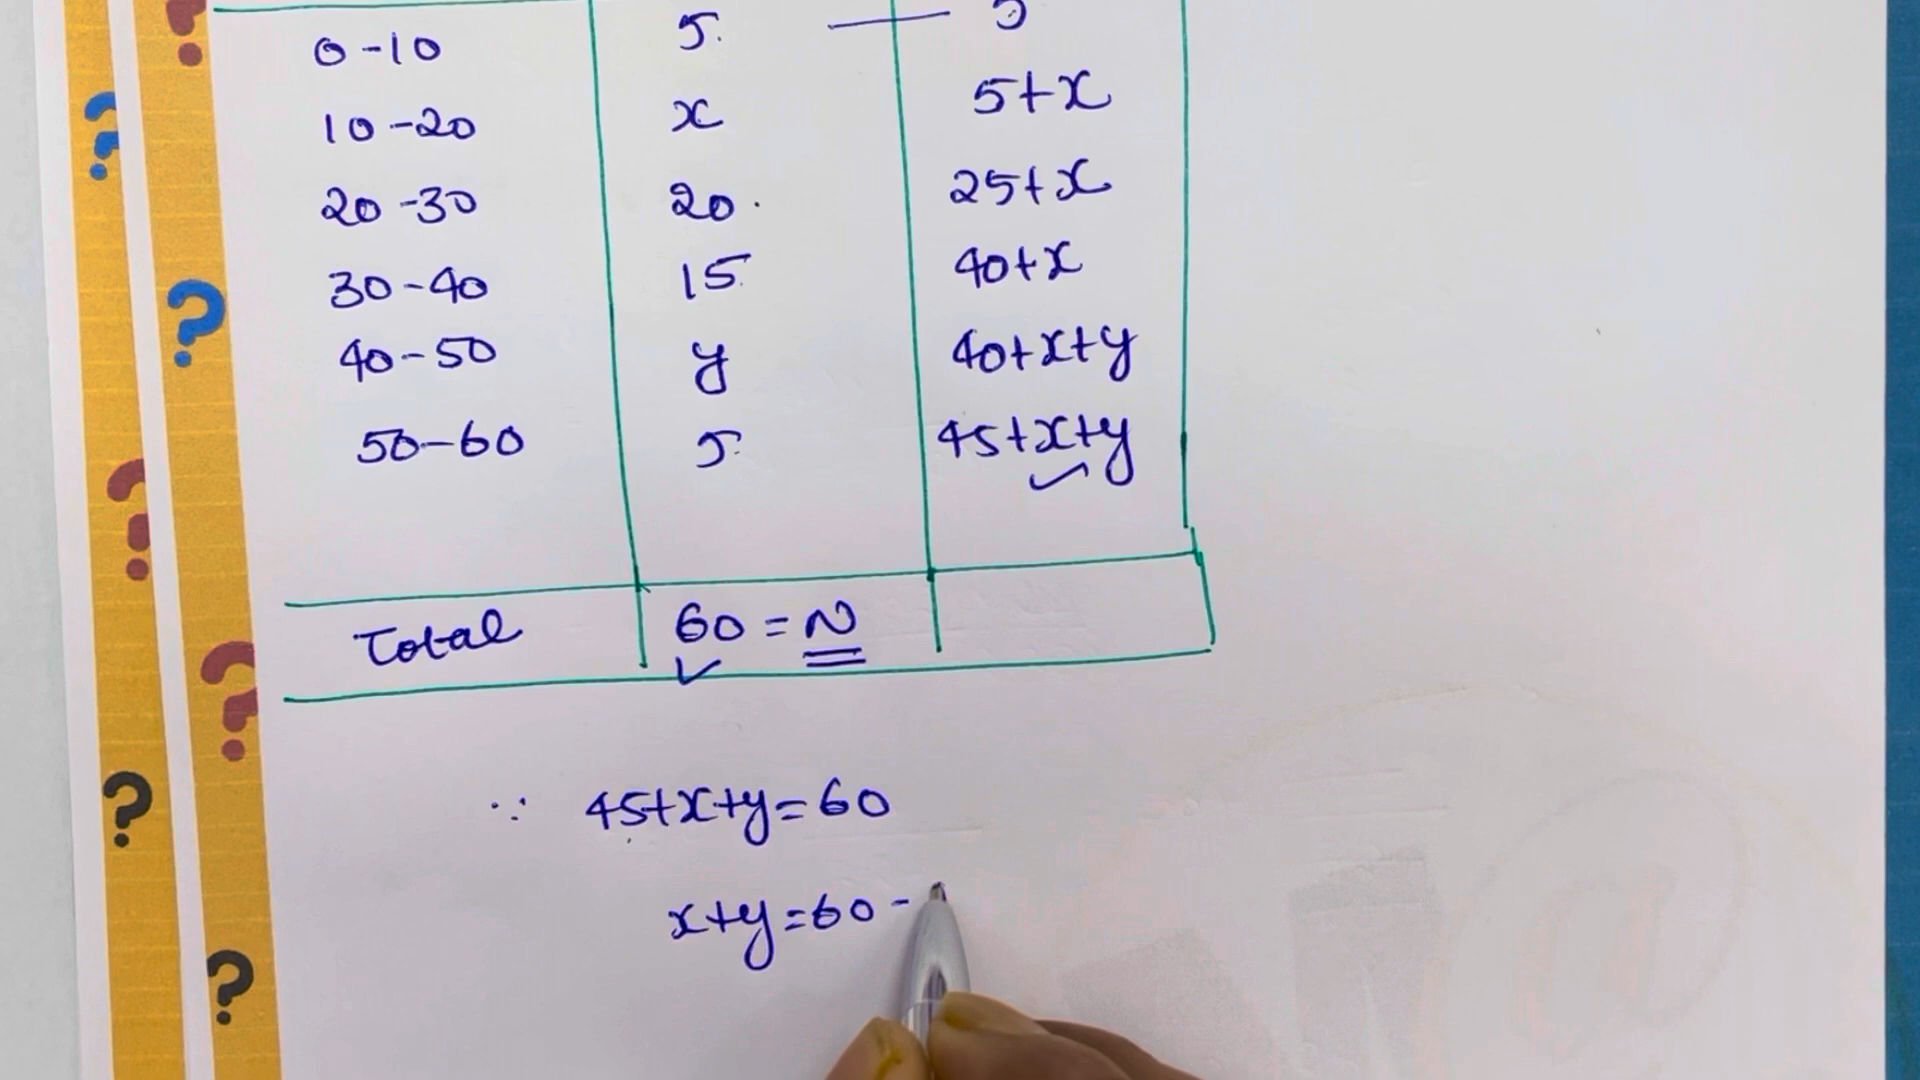 0-10 5. 5
10-20 x 5+x
20-30 20. 25+x
30-40 15 40+x
40-50 y 40+x+y
50-60 5. 45+x+y
Total 60=N
∵ 45+x+y=60
x+y=60-